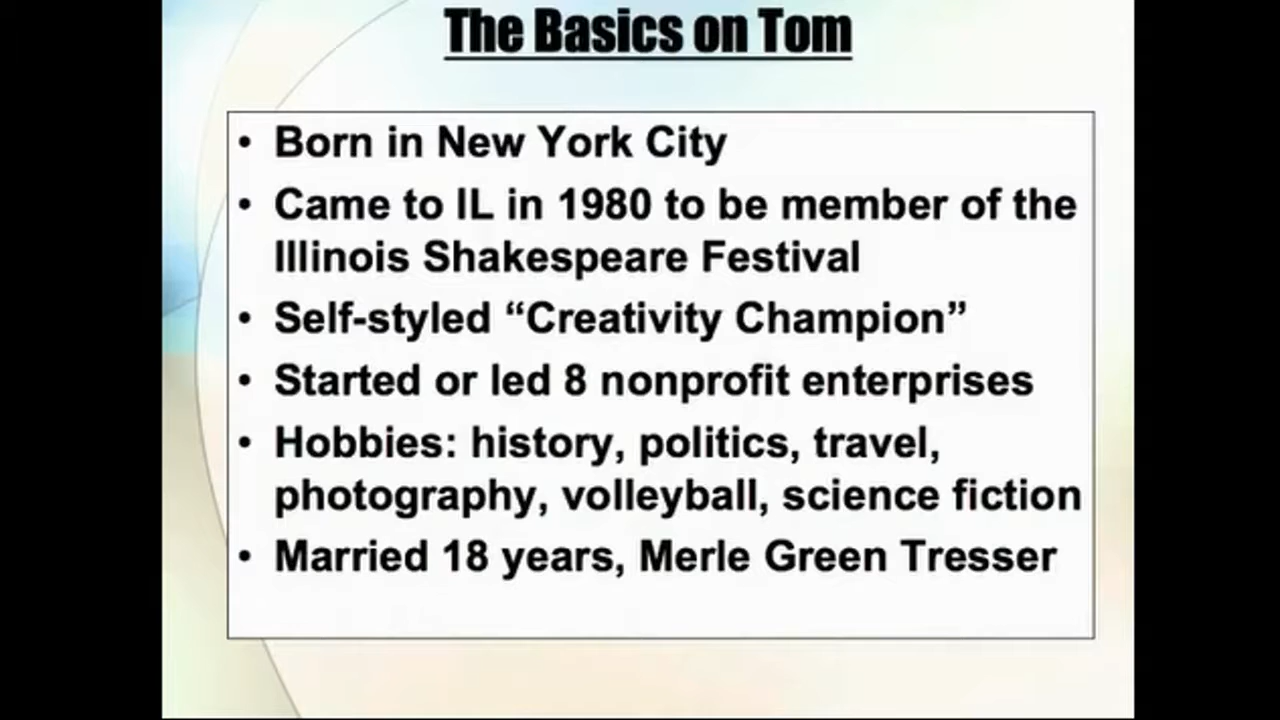 The Basics on Tom
• Born in New York City
• Came to IL in 1980 to be member of the
Illinois Shakespeare Festival
• Self-styled “Creativity Champion”
• Started or led 8 nonprofit enterprises
• Hobbies: history, politics, travel,
photography, volleyball, science fiction
• Married 18 years, Merle Green Tresser